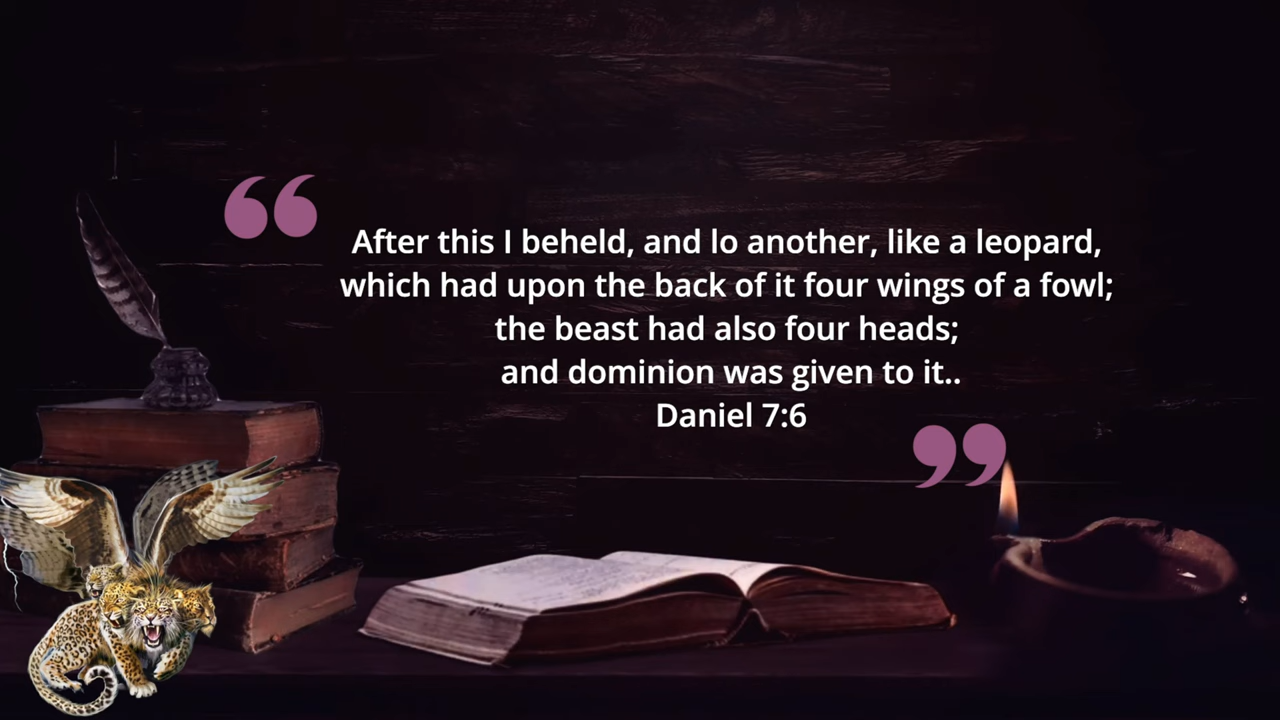 After this I beheld, and lo another, like a leopard,
which had upon the back of it four wings of a fowl;
the beast had also four heads;
and dominion was given to it..
Daniel 7:6